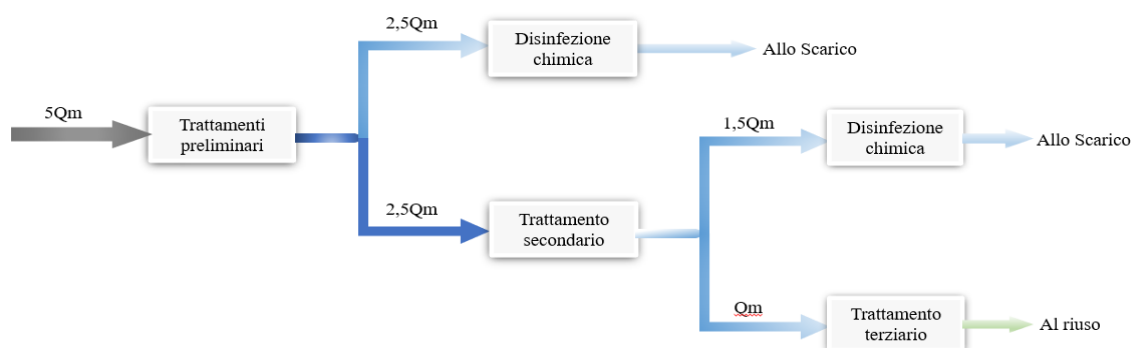 2,5Qm
Disinfezione
chimica
Allo Scarico
5Qm
Trattamenti
preliminari
1,5Qm
Disinfezione
chimica
Allo Scarico
2,5Qm
Trattamento
secondario
Qm
Trattamento
terziario
Al riuso